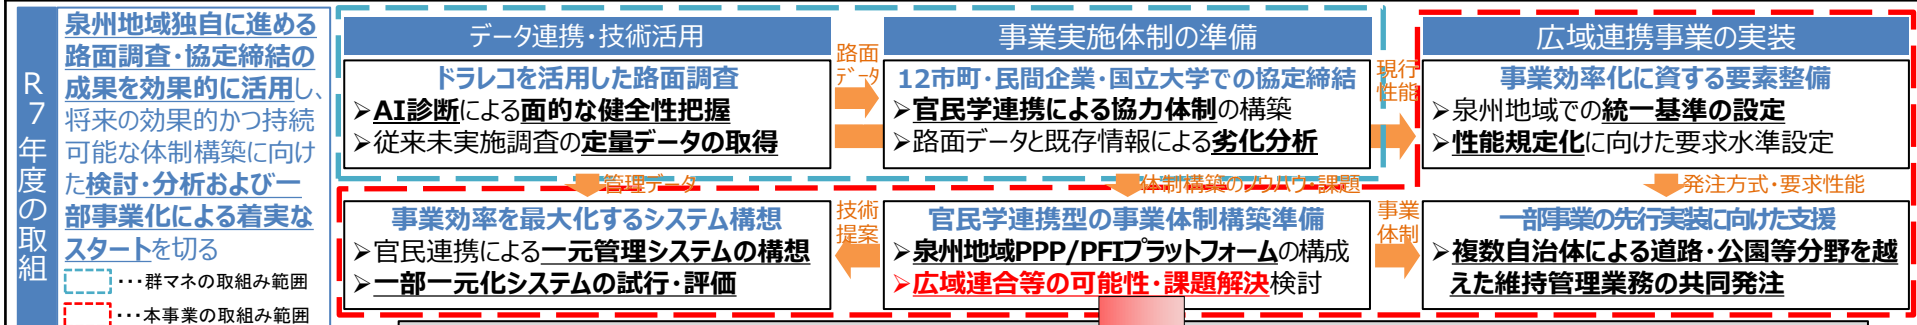 R7年度の取組
泉州地域独自に進める
路面調査・協定締結の
成果を効果的に活用し、
将来の効果的かつ持続
可能な体制構築に向け
た検討・分析および一
部事業化による着実な
スタートを切る
･･･群マネの取組み範囲
･･･本事業の取組み範囲
データ連携・技術活用
ドラレコを活用した路面調査
➢AI診断による面的な健全性把握
➢従来未実施調査の定量データの取得
路面
データ
事業実施体制の準備
12市町・民間企業・国立大学での協定締結
➢官民学連携による協力体制の構築
➢路面データと既存情報による劣化分析
現行
性能
広域連携事業の実装
事業効率化に資する要素整備
➢泉州地域での統一基準の設定
➢性能規定化に向けた要求水準設定
管理データ
体制構築のノウハウ・課題
発注方式・要求性能
事業効率を最大化するシステム構想
➢官民連携による一元管理システムの構想
➢一部一元化システムの試行・評価
技術
提案
官民学連携型の事業体制構築準備
➢泉州地域PPP/PFIプラットフォームの構成
➢広域連合等の可能性・課題解決検討
事業
体制
一部事業の先行実装に向けた支援
➢複数自治体による道路・公園等分野を越
えた維持管理業務の共同発注